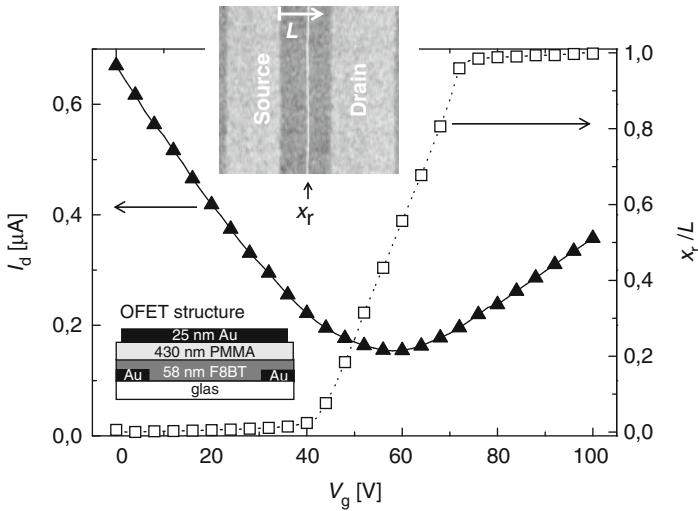 L
Source
Drain
x_r
0,6
0,4
0,2
0,0
I_d [μA]
1,0
0,8
0,6
0,4
0,2
0,0
x_r/L
OFET structure
25 nm Au
430 nm PMMA
Au 58 nm F8BT Au
glas
0 20 40 60 80 100
V_g [V]